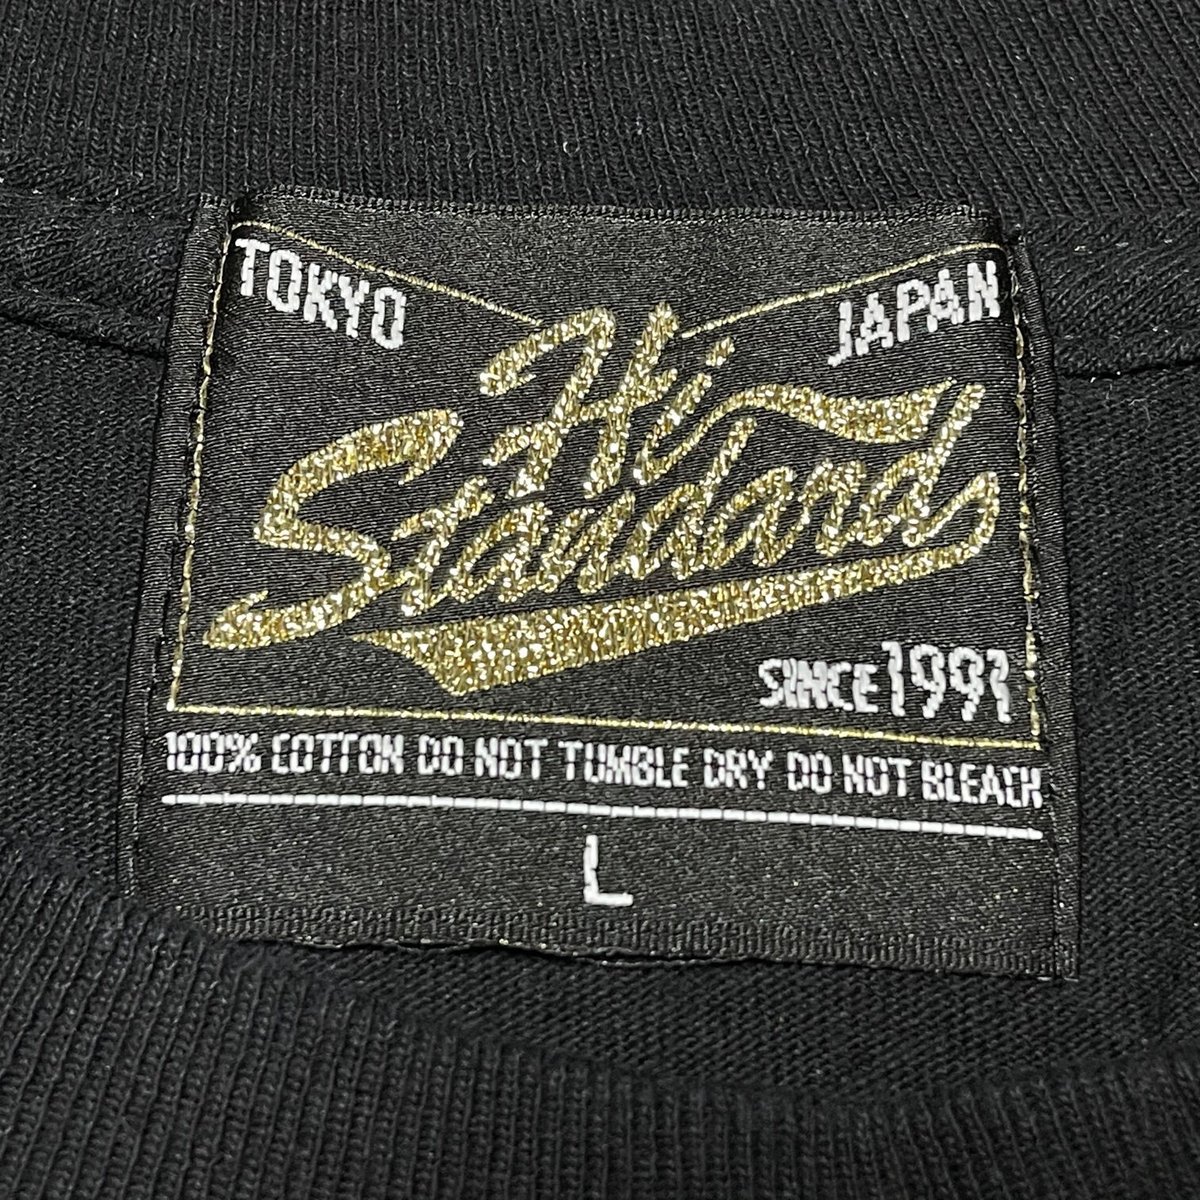 TOKYO JAPAN
Hi
Standard
SINCE 1991
100% COTTON DO NOT TUMBLE DRY DO NOT BLEACH
L